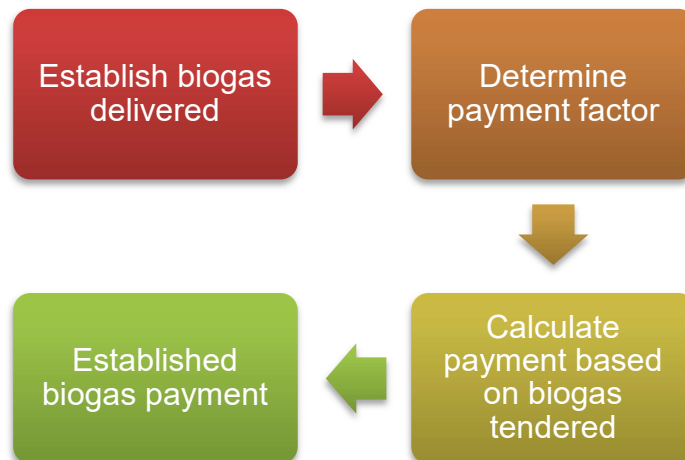 Establish biogas
delivered
Determine
payment factor
Calculate
payment based
on biogas
tendered
Established
biogas payment